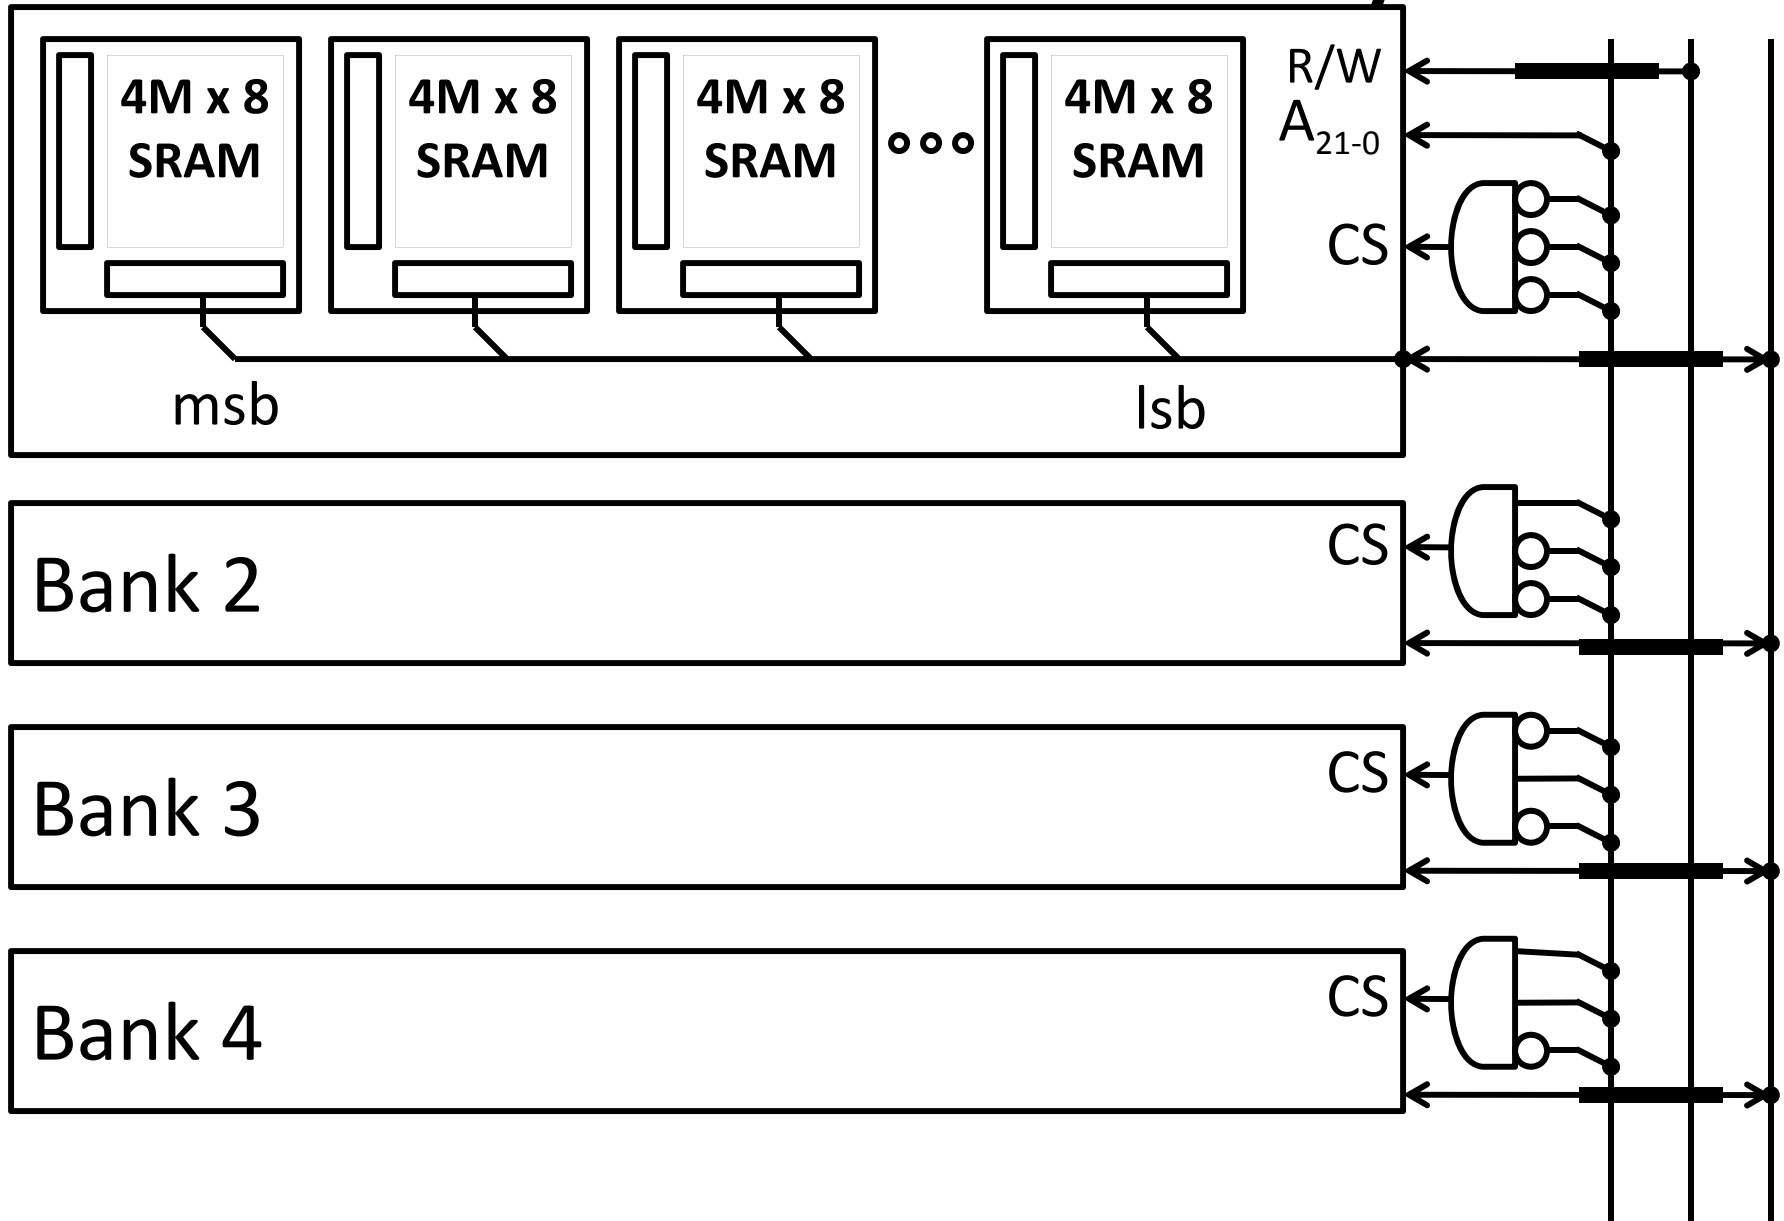 4M x 8
SRAM
4M x 8
SRAM
4M x 8
SRAM
4M x 8
SRAM
R/W
A21-0
CS
msb
lsb
Bank 2
CS
Bank 3
CS
Bank 4
CS